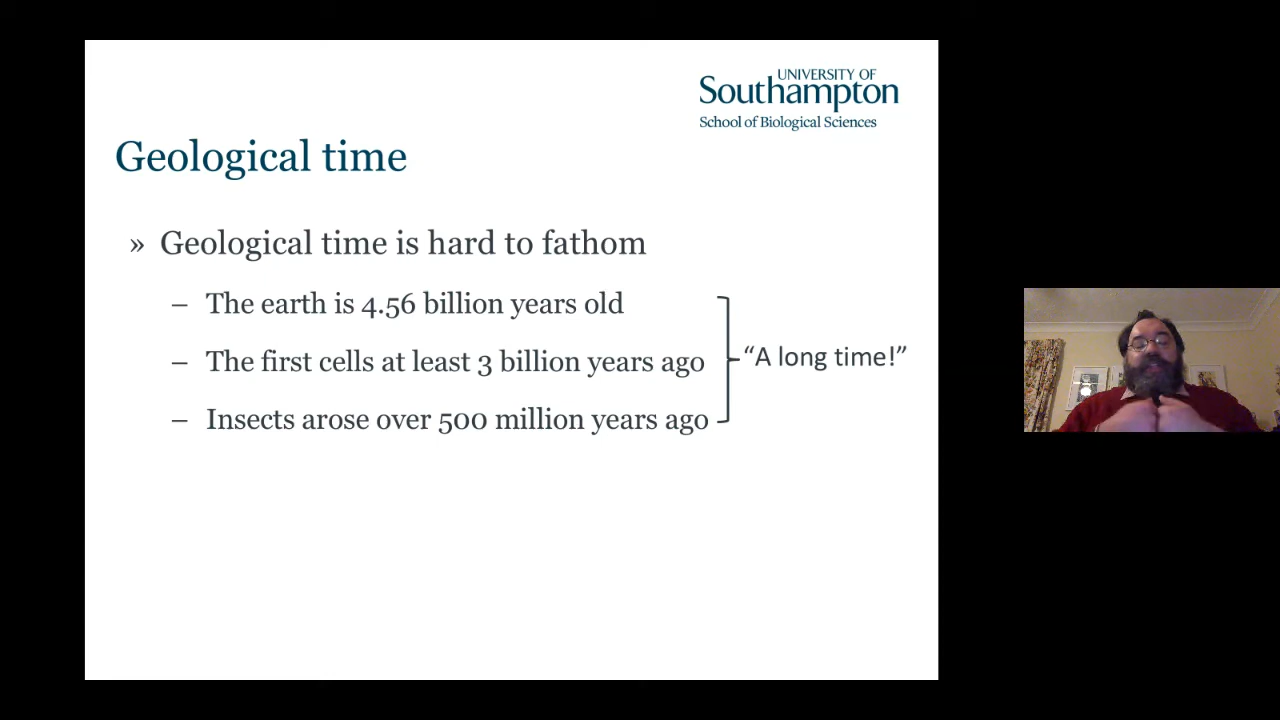 UNIVERSITY OF
Southampton
School of Biological Sciences
Geological time
» Geological time is hard to fathom
– The earth is 4.56 billion years old
– The first cells at least 3 billion years ago
“A long time!”
– Insects arose over 500 million years ago